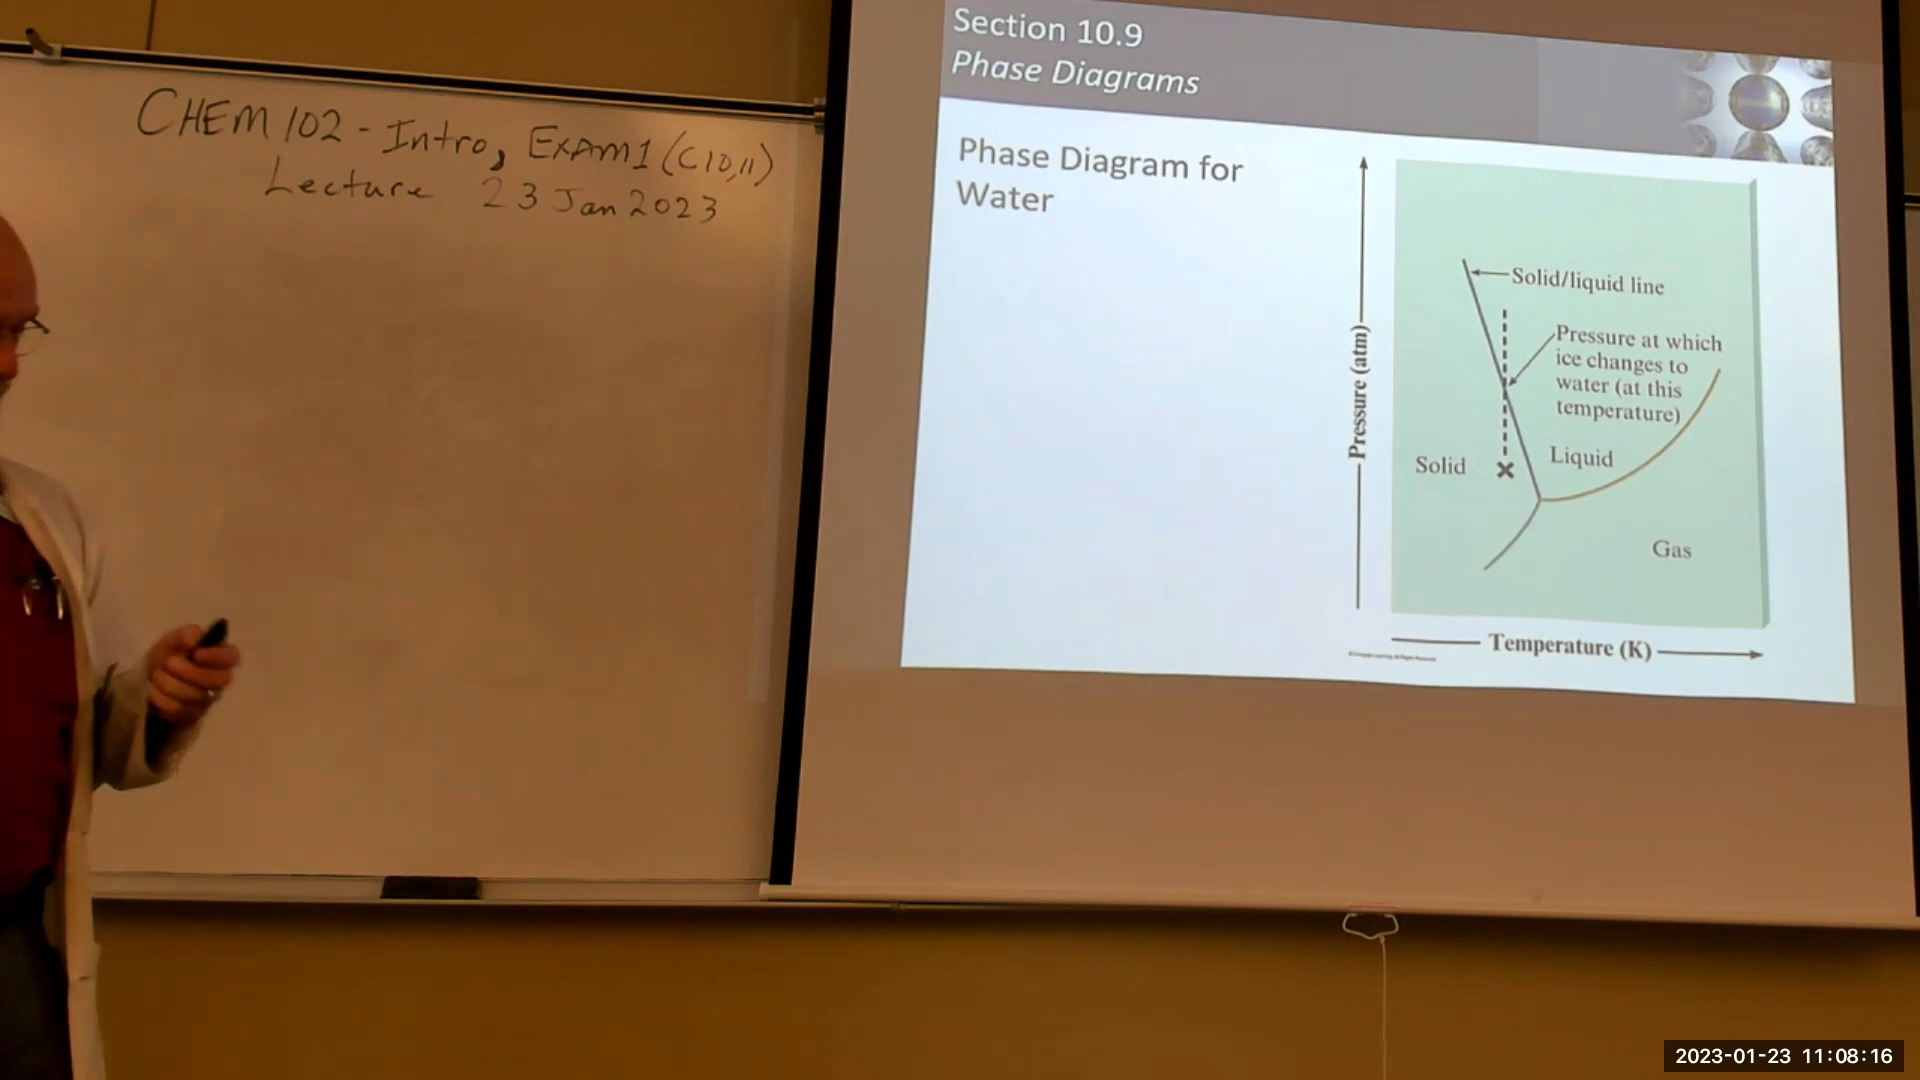 CHEM 102 - Intro, EXAM 1 (C10,11)
Lecture 23 Jan 2023
Section 10.9
Phase Diagrams
Phase Diagram for
Water
Pressure (atm)
Solid/liquid line
Pressure at which
ice changes to
water (at this
temperature)
Solid
Liquid
Gas
Temperature (K)
2023-01-23 11:08:16